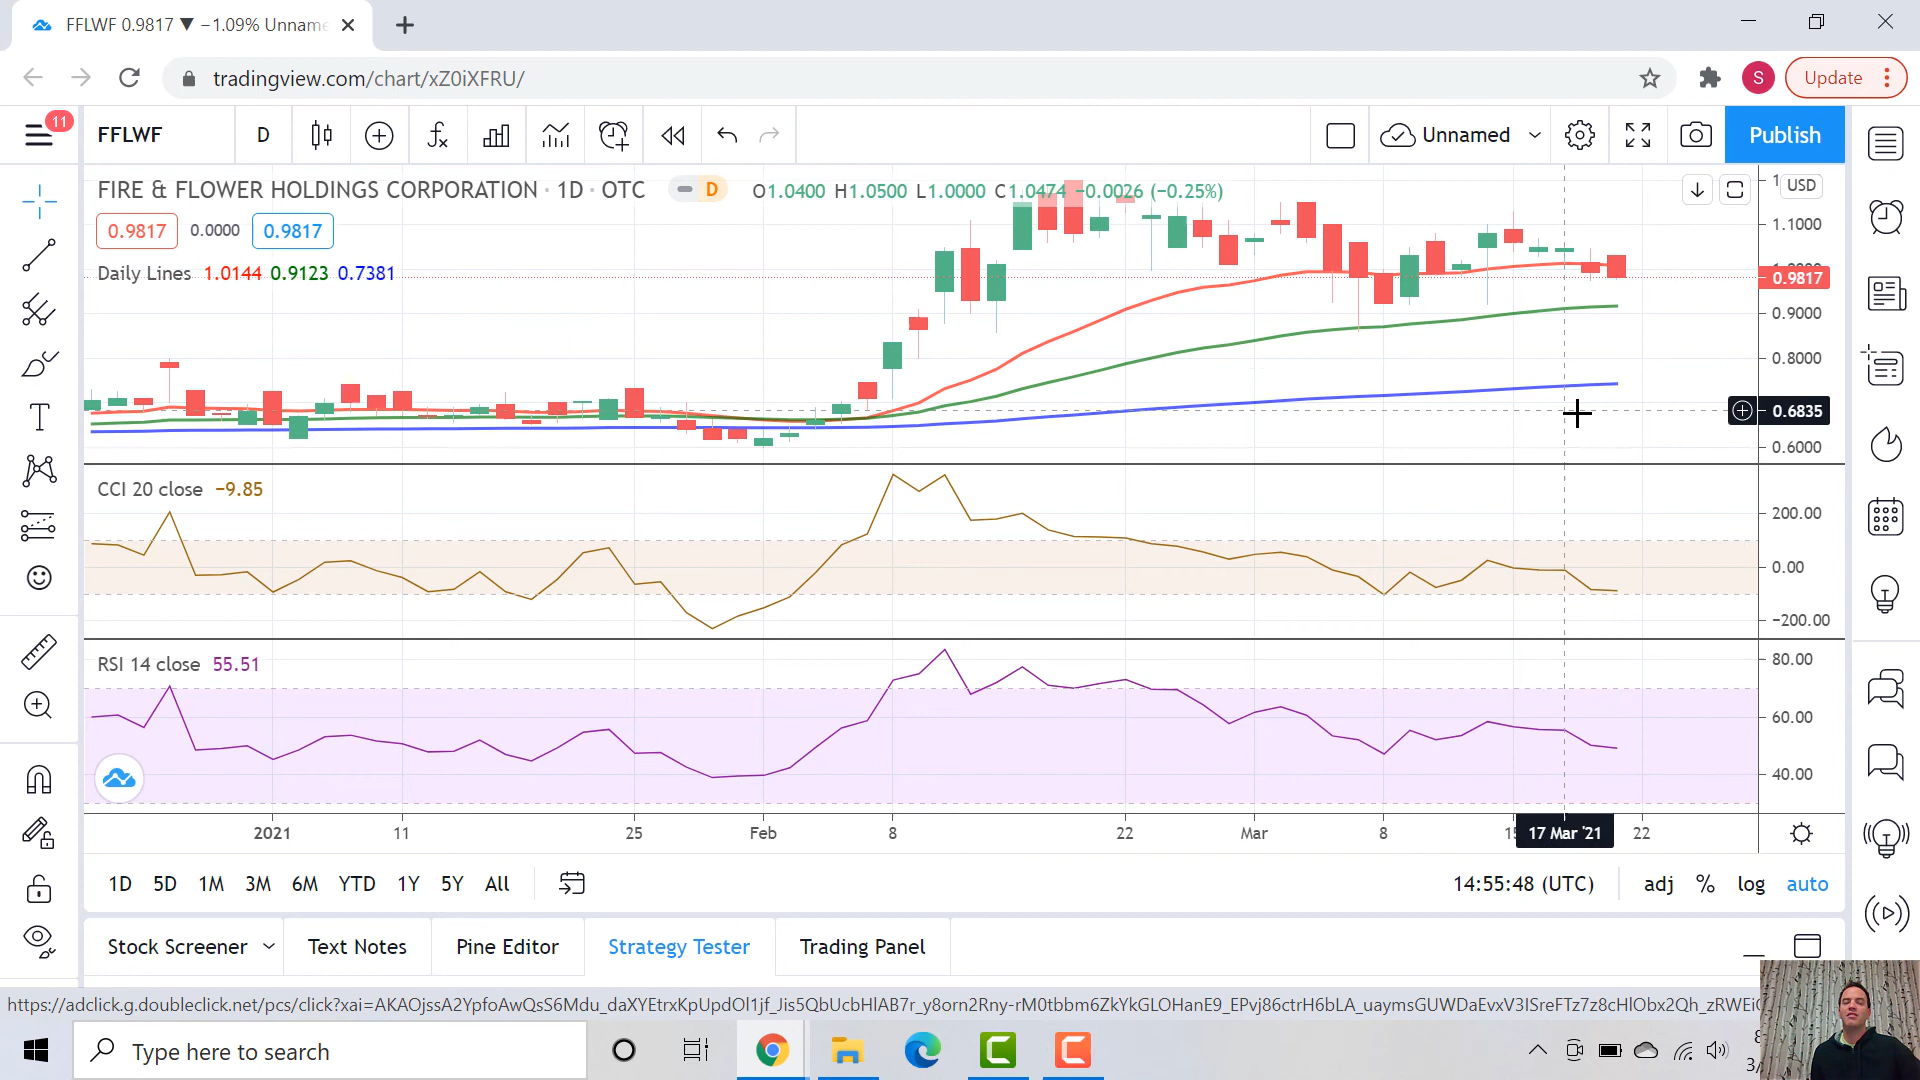 FFLWF 0.9817 ▼ −1.09% Unname
tradingview.com/chart/xZ0iXFRU/
S
Update
11
FFLWF
D
Unnamed
Publish
FIRE & FLOWER HOLDINGS CORPORATION · 1D · OTC
D
O1.0400 H1.0500 L1.0000 C1.0474 −0.0026 (−0.25%)
USD
0.9817
0.0000
0.9817
Daily Lines 1.0144 0.9123 0.7381
1.1000
0.9817
0.9000
0.8000
0.6835
0.6000
CCI 20 close −9.85
200.00
0.00
−200.00
RSI 14 close 55.51
80.00
60.00
40.00
2021
11
25
Feb
8
22
Mar
8
17 Mar '21
22
1D 5D 1M 3M 6M YTD 1Y 5Y All
14:55:48 (UTC)
adj % log auto
Stock Screener
Text Notes
Pine Editor
Strategy Tester
Trading Panel
Type here to search